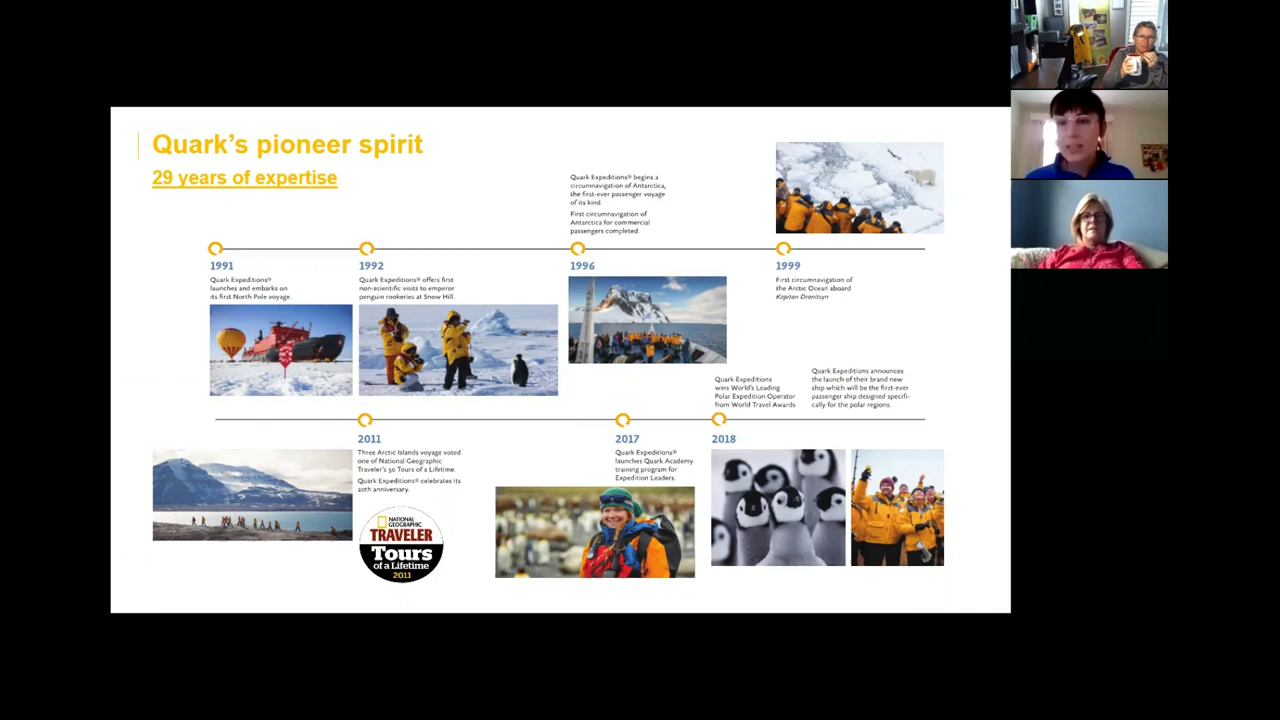 Quark's pioneer spirit
29 years of expertise
1991
Quark Expeditions®
launches and embarks on
its first North Pole voyage.
1992
Quark Expeditions® offers first
non-scientific visits to emperor
penguin rookeries at Snow Hill.
Quark Expeditions® begins a
circumnavigation of Antarctica,
the first-ever passenger voyage
of its kind.
First circumnavigation of
Antarctica for commercial
passengers completed.
1996
1999
First circumnavigation of
the Arctic Ocean aboard
Kapitan Dranitsyn
2011
Three Arctic Islands voyage voted
one of National Geographic
Traveler's 50 Tours of a Lifetime.
Quark Expeditions® celebrates its
20th anniversary.
NATIONAL
GEOGRAPHIC
TRAVELER
Tours
of a Lifetime
2011
2017
Quark Expeditions®
launches Quark Academy
training program for
Expedition Leaders.
Quark Expeditions
wins World's Leading
Polar Expedition Operator
from World Travel Awards
2018
Quark Expeditions announces
the launch of their brand new
ship which will be the first-ever
passenger ship designed specifi-
cally for the polar regions.